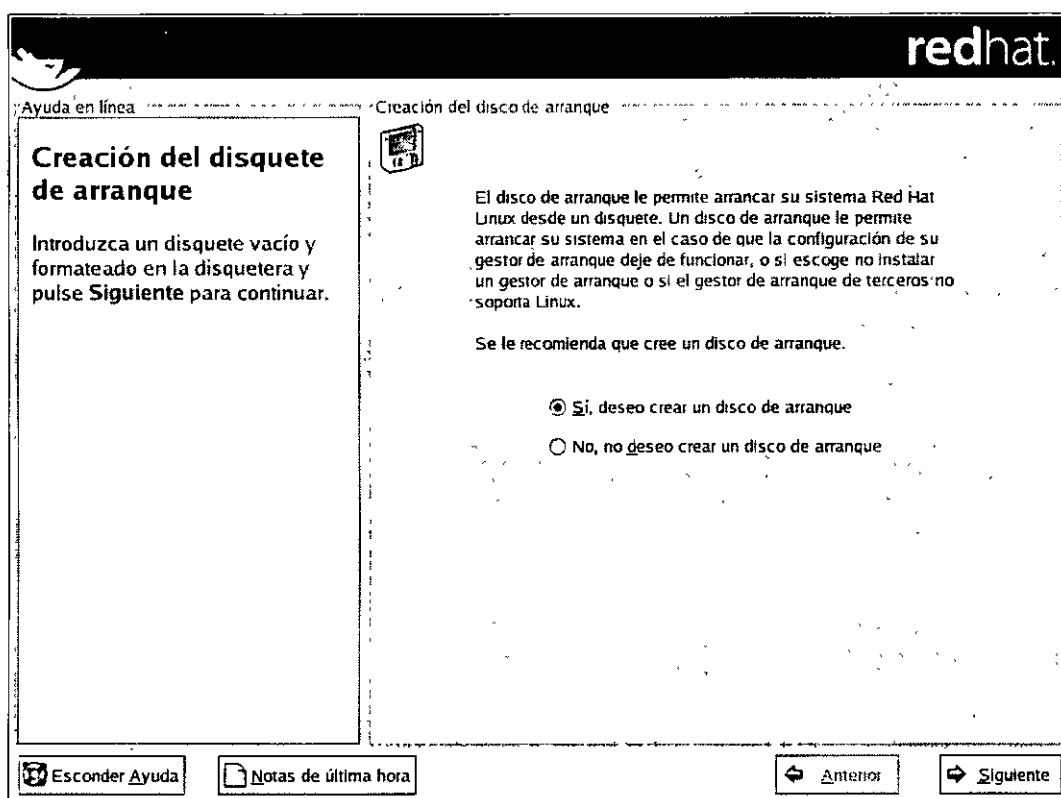 redhat.
Ayuda en línea
Creación del disquete
de arranque
Introduzca un disquete vacío y
formateado en la disquetera y
pulse Siguiente para continuar.
Creación del disco de arranque
El disco de arranque le permite arrancar su sistema Red Hat
Linux desde un disquete. Un disco de arranque le permite
arrancar su sistema en el caso de que la configuración de su
gestor de arranque deje de funcionar, o si escoge no instalar
un gestor de arranque o si el gestor de arranque de terceros no
soporta Linux.
Se le recomienda que cree un disco de arranque.
Sí, deseo crear un disco de arranque
No, no deseo crear un disco de arranque
Esconder Ayuda
Notas de última hora
Anterior
Siguiente